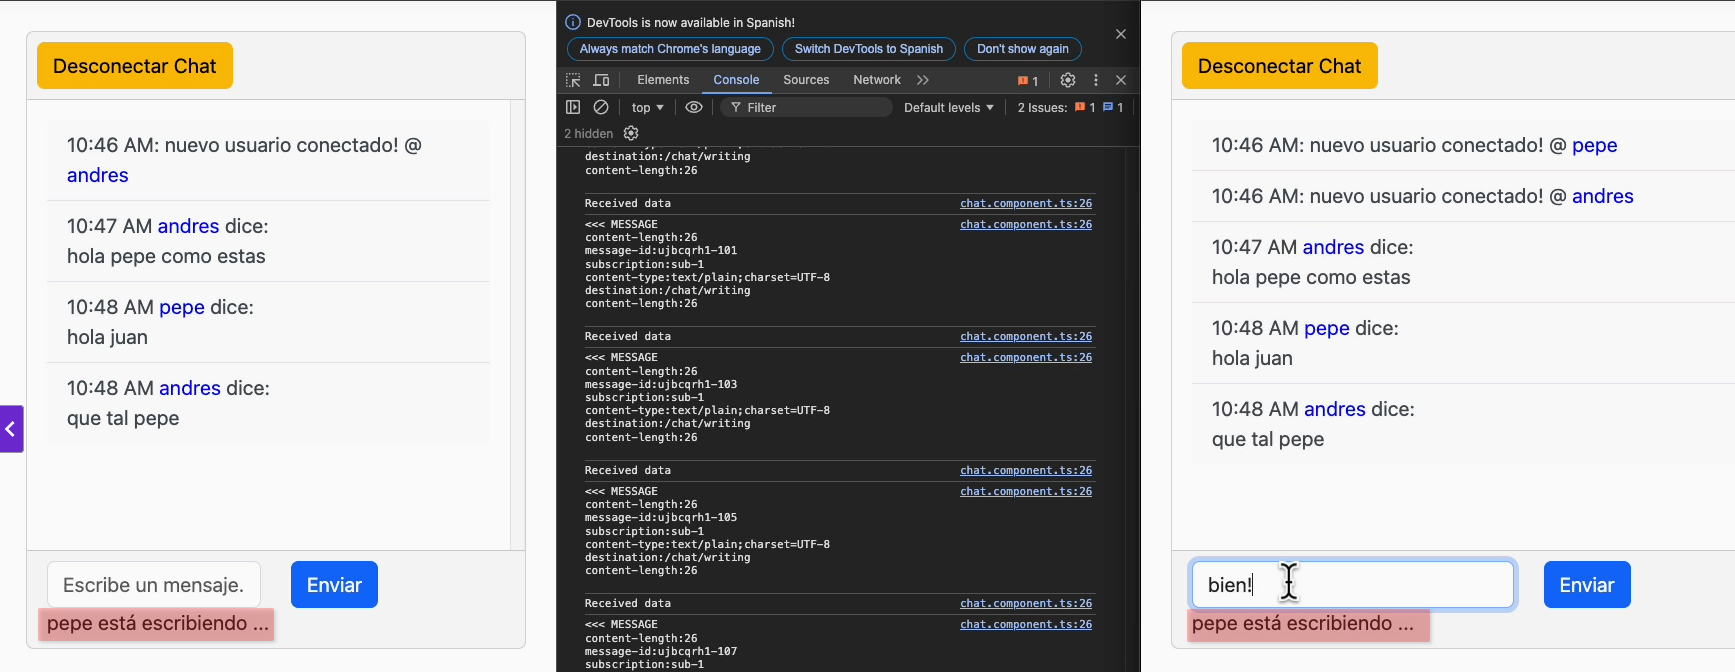 Desconectar Chat
10:46 AM: nuevo usuario conectado! @
andres
10:47 AM andres dice:
hola pepe como estas
10:48 AM pepe dice:
hola juan
10:48 AM andres dice:
que tal pepe
Escribe un mensaje.
Enviar
pepe está escribiendo ...
DevTools is now available in Spanish!
Always match Chrome's language
Switch DevTools to Spanish
Don't show again
Elements
Console
Sources
Network
1
top
Filter
Default levels
2 Issues: 1 1
2 hidden
destination:/chat/writing
content-length:26
Received data chat.component.ts:26
<<< MESSAGE chat.component.ts:26
content-length:26
message-id:ujbcqrh1-101
subscription:sub-1
content-type:text/plain;charset=UTF-8
destination:/chat/writing
content-length:26
Received data chat.component.ts:26
<<< MESSAGE chat.component.ts:26
content-length:26
message-id:ujbcqrh1-103
subscription:sub-1
content-type:text/plain;charset=UTF-8
destination:/chat/writing
content-length:26
Received data chat.component.ts:26
<<< MESSAGE chat.component.ts:26
content-length:26
message-id:ujbcqrh1-105
subscription:sub-1
content-type:text/plain;charset=UTF-8
destination:/chat/writing
content-length:26
Received data chat.component.ts:26
<<< MESSAGE chat.component.ts:26
content-length:26
message-id:ujbcqrh1-107
subscription:sub-1
Desconectar Chat
10:46 AM: nuevo usuario conectado! @ pepe
10:46 AM: nuevo usuario conectado! @ andres
10:47 AM andres dice:
hola pepe como estas
10:48 AM pepe dice:
hola juan
10:48 AM andres dice:
que tal pepe
bien!
Enviar
pepe está escribiendo ...